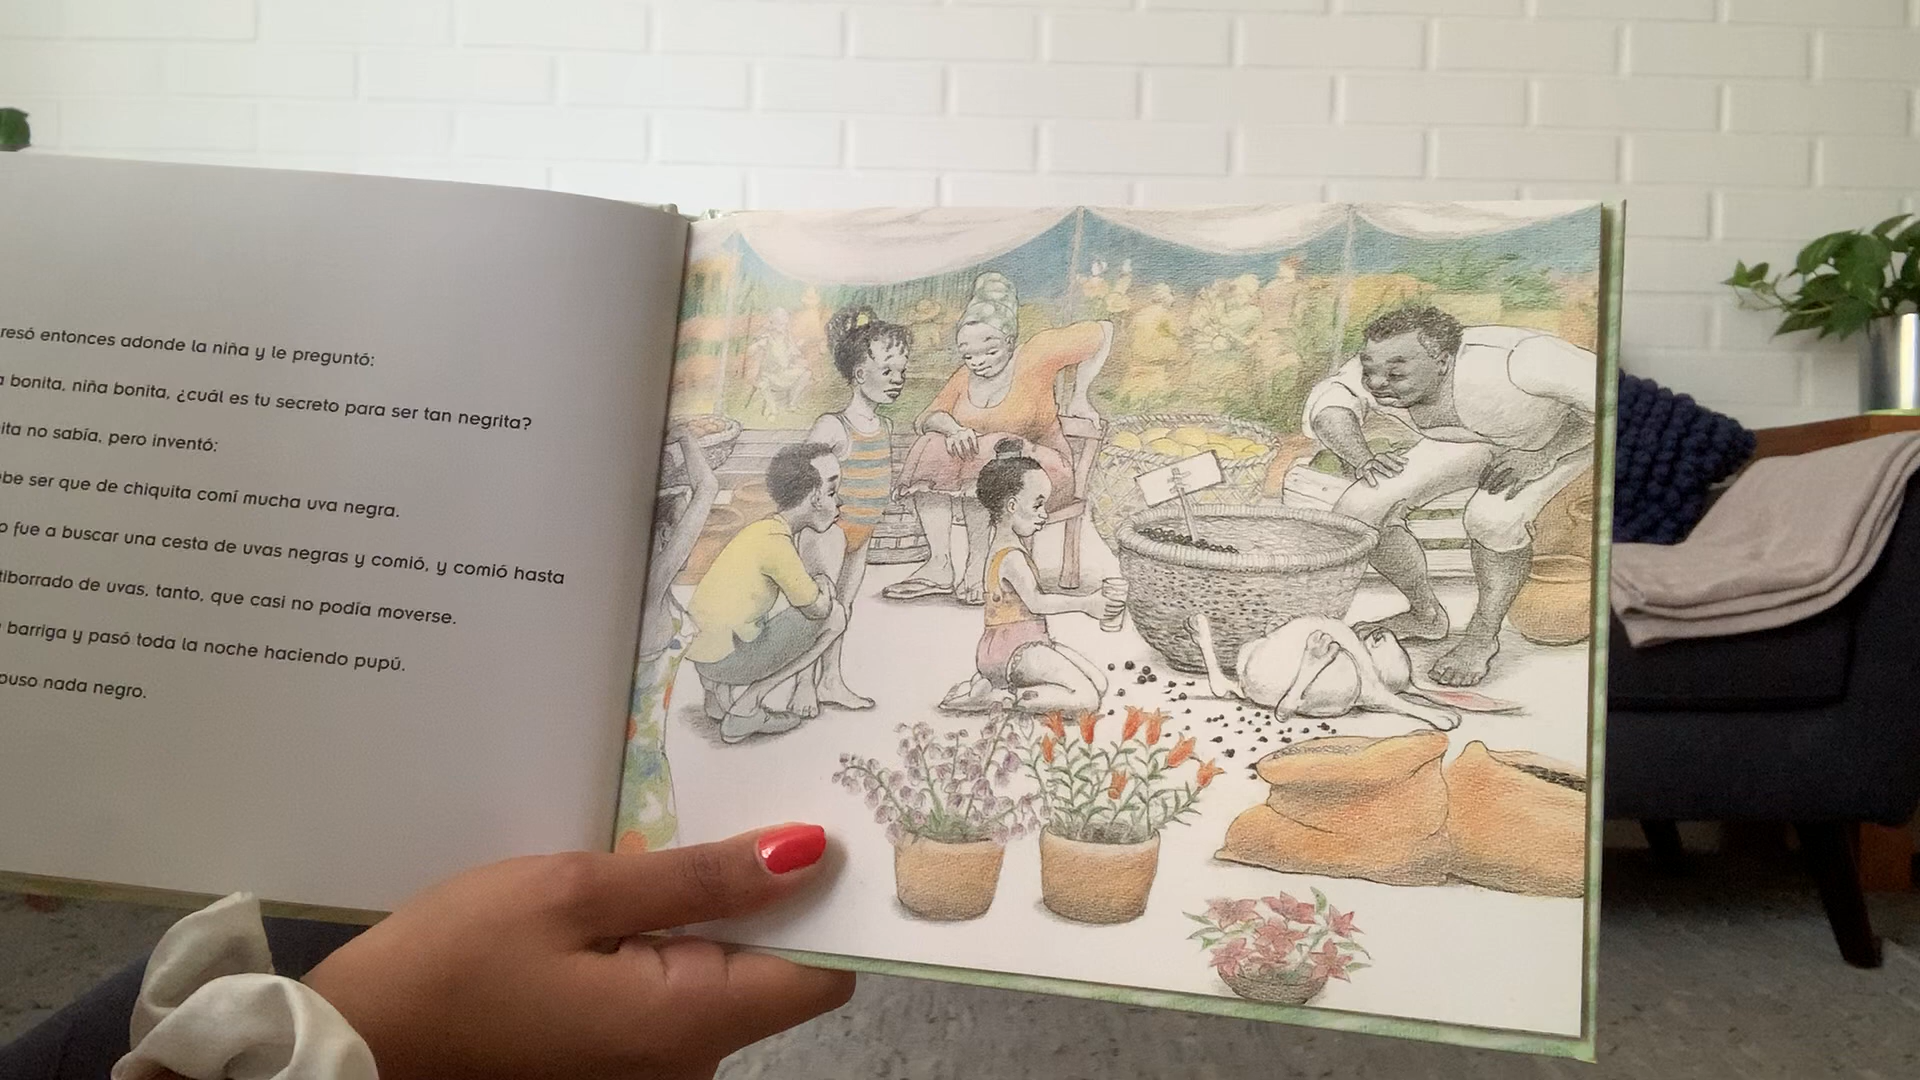 resó entonces adonde la niña y le preguntó:
a bonita, niña bonita, ¿cuál es tu secreto para ser tan negrita?
ita no sabía, pero inventó:
be ser que de chiquita comí mucha uva negra.
o fue a buscar una cesta de uvas negras y comió, y comió hasta
tiborrado de uvas, tanto, que casi no podía moverse.
barriga y pasó toda la noche haciendo pupú.
puso nada negro.